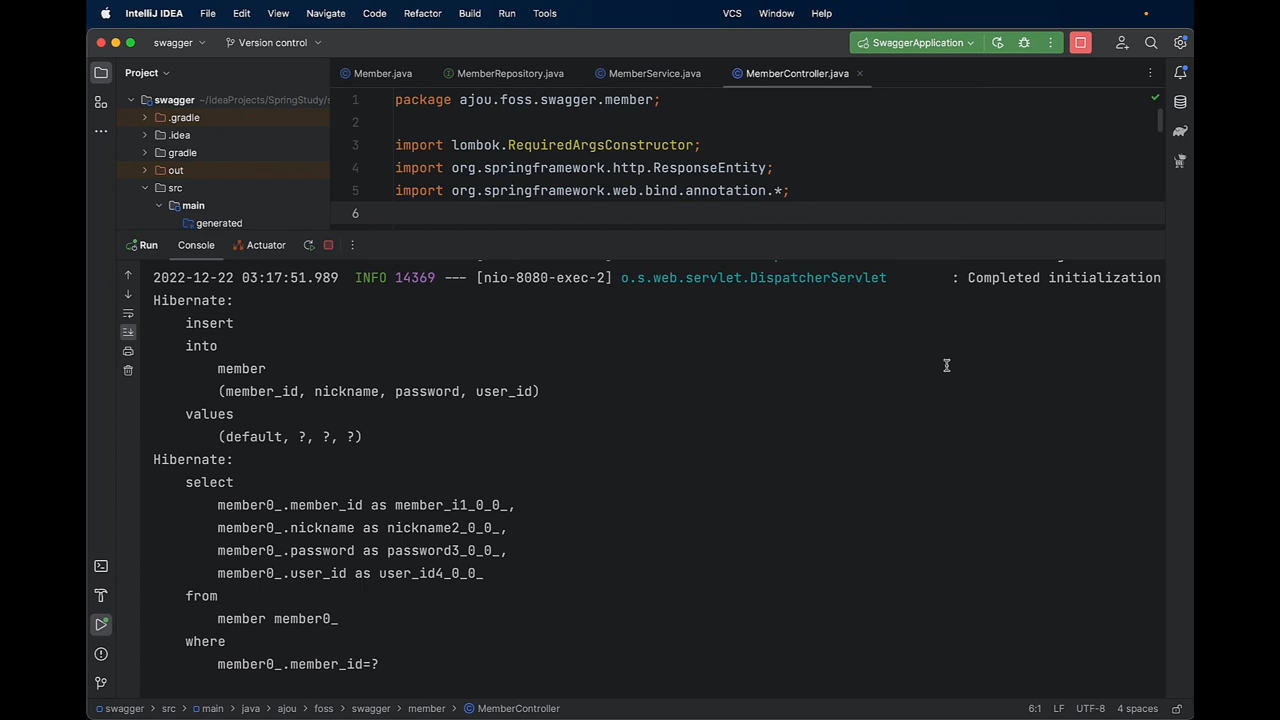 IntelliJ IDEA File Edit View Navigate Code Refactor Build Run Tools VCS Window Help
swagger Version control SwaggerApplication
Project Member.java MemberRepository.java MemberService.java MemberController.java
swagger ~/IdeaProjects/SpringStudy/s
.gradle
.idea
gradle
out
src
main
generated
1 package ajou.foss.swagger.member;
2
3 import lombok.RequiredArgsConstructor;
4 import org.springframework.http.ResponseEntity;
5 import org.springframework.web.bind.annotation.*;
6
Run Console Actuator
2022-12-22 03:17:51.989 INFO 14369 --- [nio-8080-exec-2] o.s.web.servlet.DispatcherServlet : Completed initialization
Hibernate:
insert
into
member
(member_id, nickname, password, user_id)
values
(default, ?, ?, ?)
Hibernate:
select
member0_.member_id as member_i1_0_0_,
member0_.nickname as nickname2_0_0_,
member0_.password as password3_0_0_,
member0_.user_id as user_id4_0_0_
from
member member0_
where
member0_.member_id=?
swagger src main java ajou foss swagger member MemberController 6:1 LF UTF-8 4 spaces